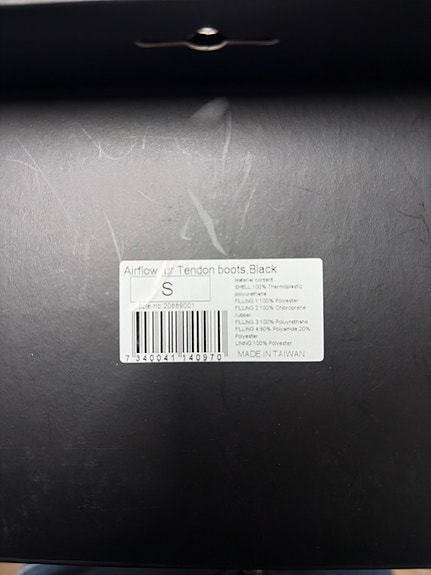 Airflow Tendon boots,Black
S
no.20889001
7 340041 140970
Material content:
SHELL:100% Thermoplastic
polyurethane
FILLING 1:100% Polyester
FILLING 2:100% Chloroprene
rubber
FILLING 3:100% Polyurethane
FILLING 4:80% Polyamide,20%
Polyester
LINING:100% Polyester
MADE IN TAIWAN